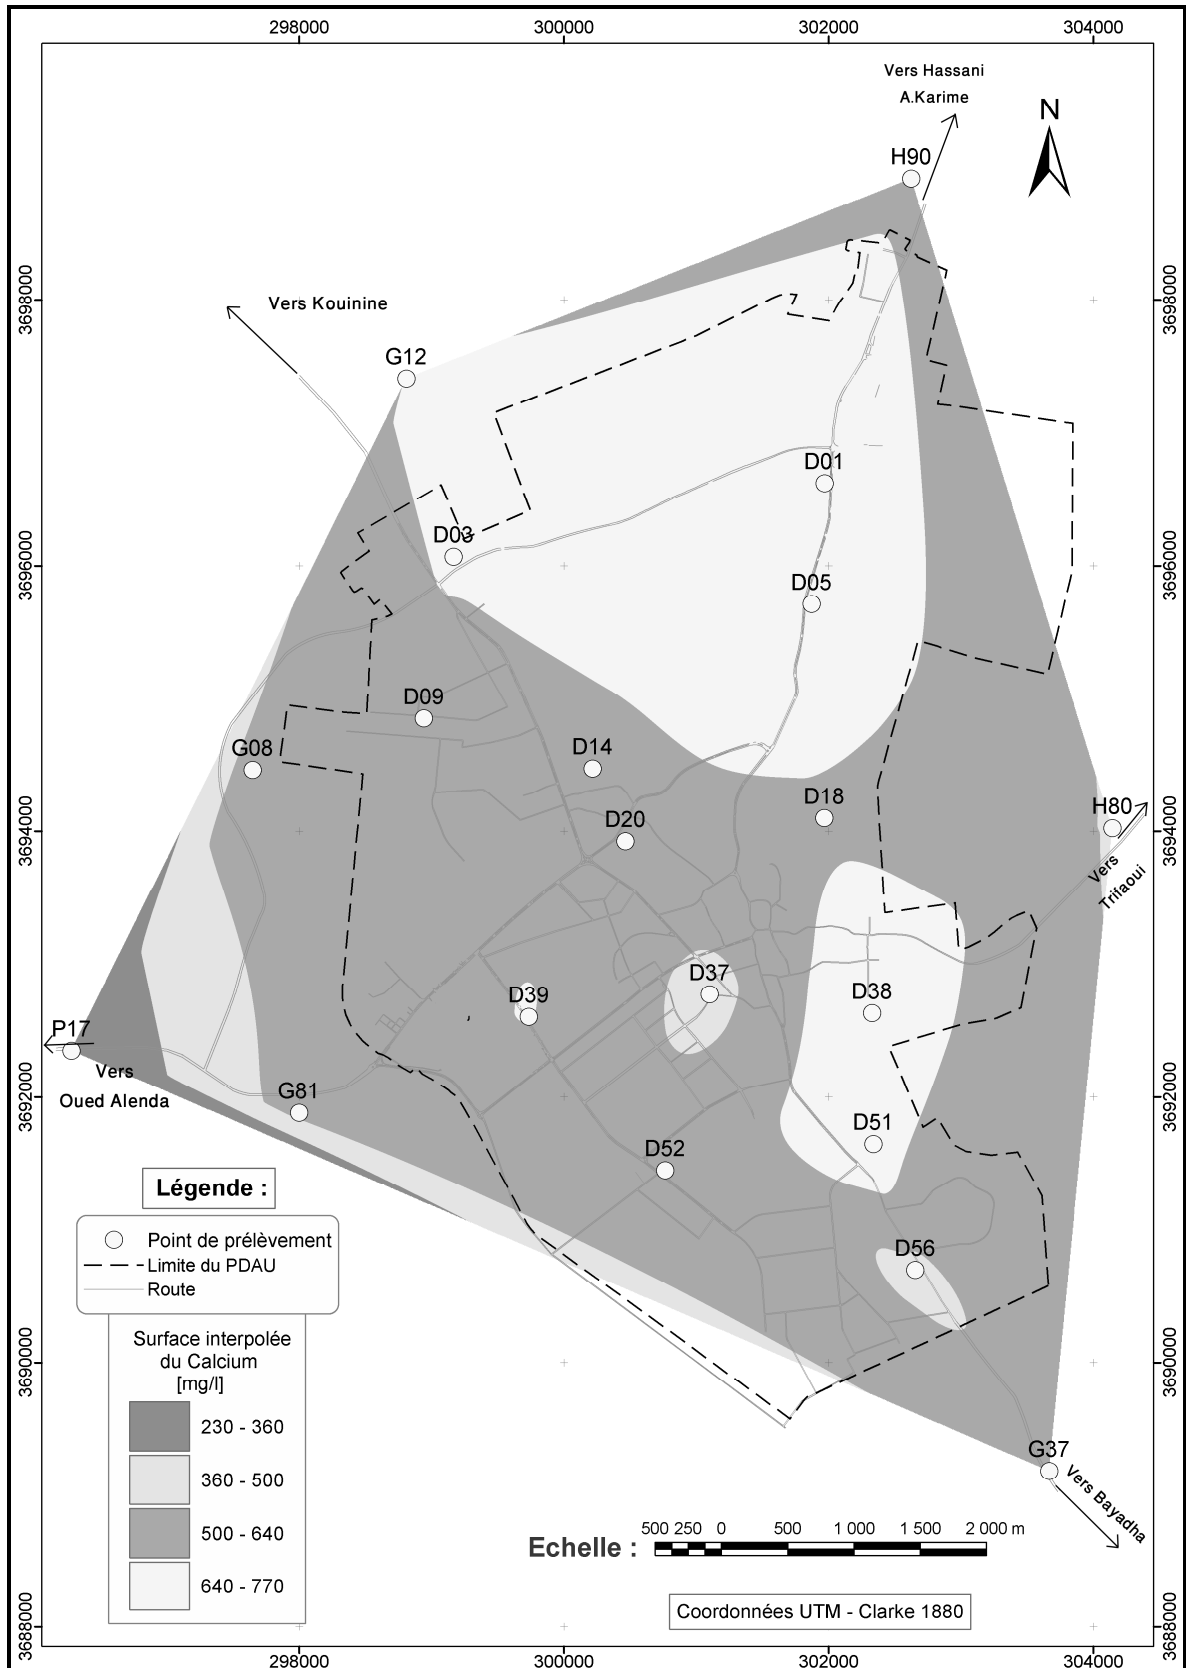 298000
300000
302000
304000
Vers Hassani
A.Karime
N
H90
3698000
3698000
Vers Kouinine
G12
D01
D03
3696000
3696000
D05
D09
G08
D14
D18
H80
D20
3694000
3694000
Vers
Trifaoui
D37
D38
D39
P17
Vers
Oued Alenda
G81
3692000
3692000
D51
D52
Légende :
Point de prélèvement
Limite du PDAU
Route
D56
Surface interpolée
du Calcium
[mg/l]
230 - 360
360 - 500
500 - 640
640 - 770
3690000
3690000
G37
Vers Bayadha
Echelle :
500 250 0 500 1 000 1 500 2 000 m
Coordonnées UTM - Clarke 1880
3688000
3688000
298000
300000
302000
304000